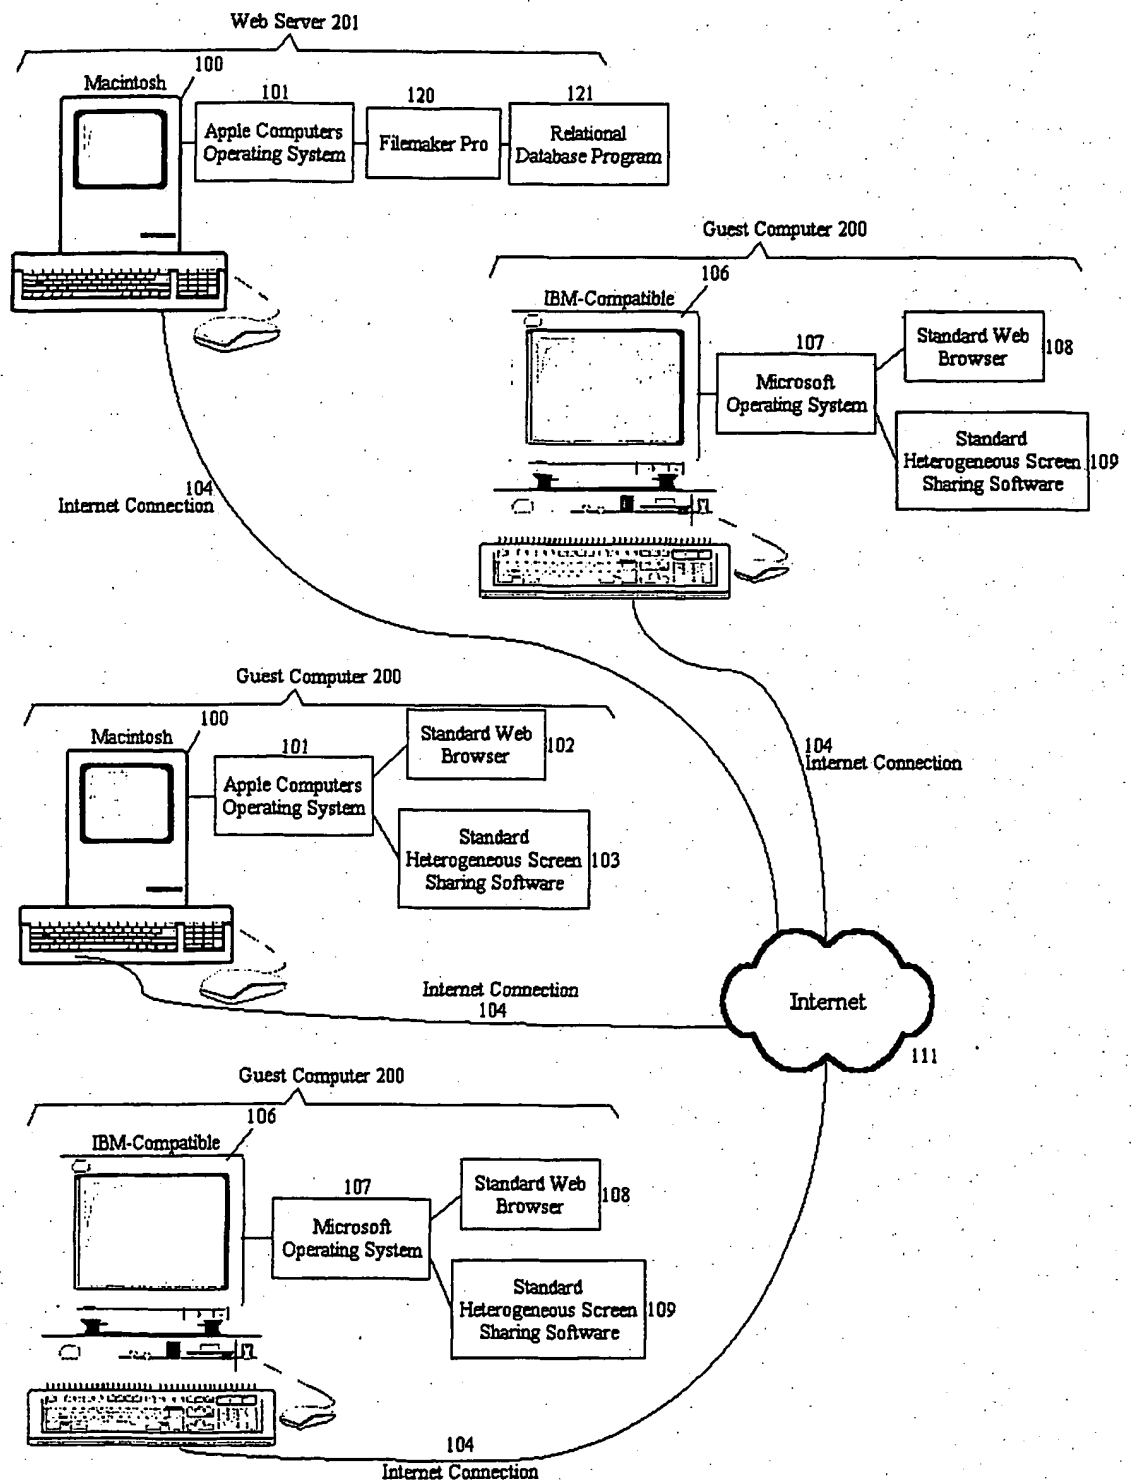 Web Server 201
100
Macintosh
101
120
121
Apple Computers
Operating System
Filemaker Pro
Relational
Database Program
Guest Computer 200
106
IBM-Compatible
107
Standard Web
Browser
108
Microsoft
Operating System
Standard
Heterogeneous Screen
Sharing Software
109
104
Internet Connection
Guest Computer 200
100
Macintosh
101
Standard Web
Browser
102
Apple Computers
Operating System
104
Internet Connection
Standard
Heterogeneous Screen
Sharing Software
103
Internet Connection
104
Internet
111
Guest Computer 200
106
IBM-Compatible
107
Standard Web
Browser
108
Microsoft
Operating System
Standard
Heterogeneous Screen
Sharing Software
109
104
Internet Connection